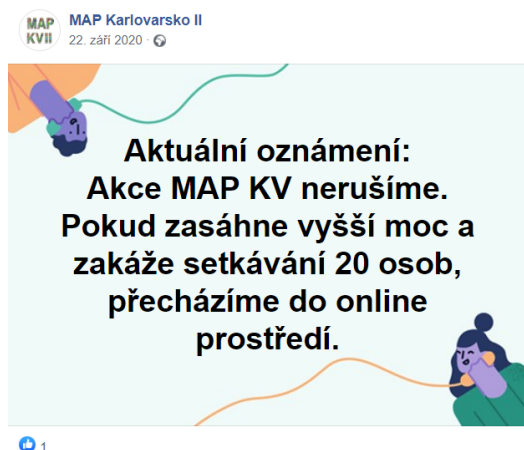 MAP
KVII
MAP Karlovarsko II
22. září 2020 ·
Aktuální oznámení:
Akce MAP KV nerušíme.
Pokud zasáhne vyšší moc a
zakáže setkávání 20 osob,
přecházíme do online
prostředí.
1